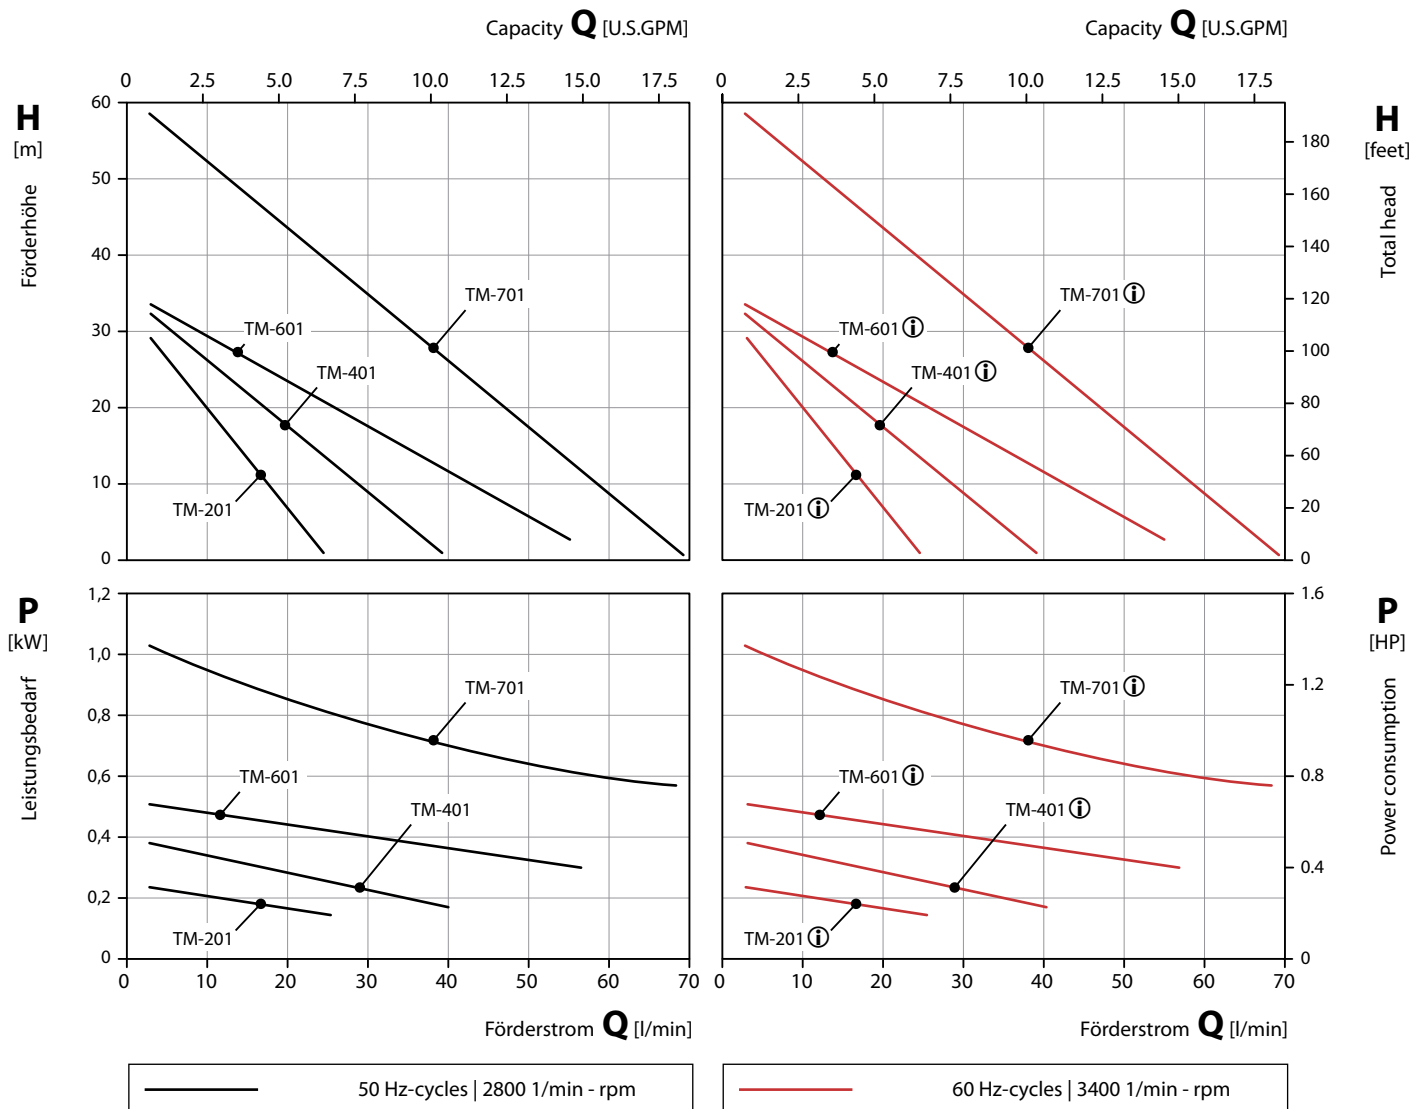 Capacity Q [U.S.GPM]
Capacity Q [U.S.GPM]
0 2.5 5.0 7.5 10.0 12.5 15.0 17.5
0 2.5 5.0 7.5 10.0 12.5 15.0 17.5
H
[m]
Förderhöhe
60
50
40
30
20
10
0
TM-701
TM-601
TM-401
TM-201
TM-701 i
TM-601 i
TM-401 i
TM-201 i
180
160
140
120
100
80
60
20
0
H
[feet]
Total head
P
[kW]
Leistungsbedarf
1,2
1,0
0,8
0,6
0,4
0,2
0
TM-701
TM-601
TM-401
TM-201
TM-701 i
TM-601 i
TM-401 i
TM-201 i
1.6
1.2
0.8
0.4
0
P
[HP]
Power consumption
0 10 20 30 40 50 60 70
0 10 20 30 40 50 60 70
Förderstrom Q [l/min]
Förderstrom Q [l/min]
50 Hz-cycles | 2800 1/min - rpm
60 Hz-cycles | 3400 1/min - rpm